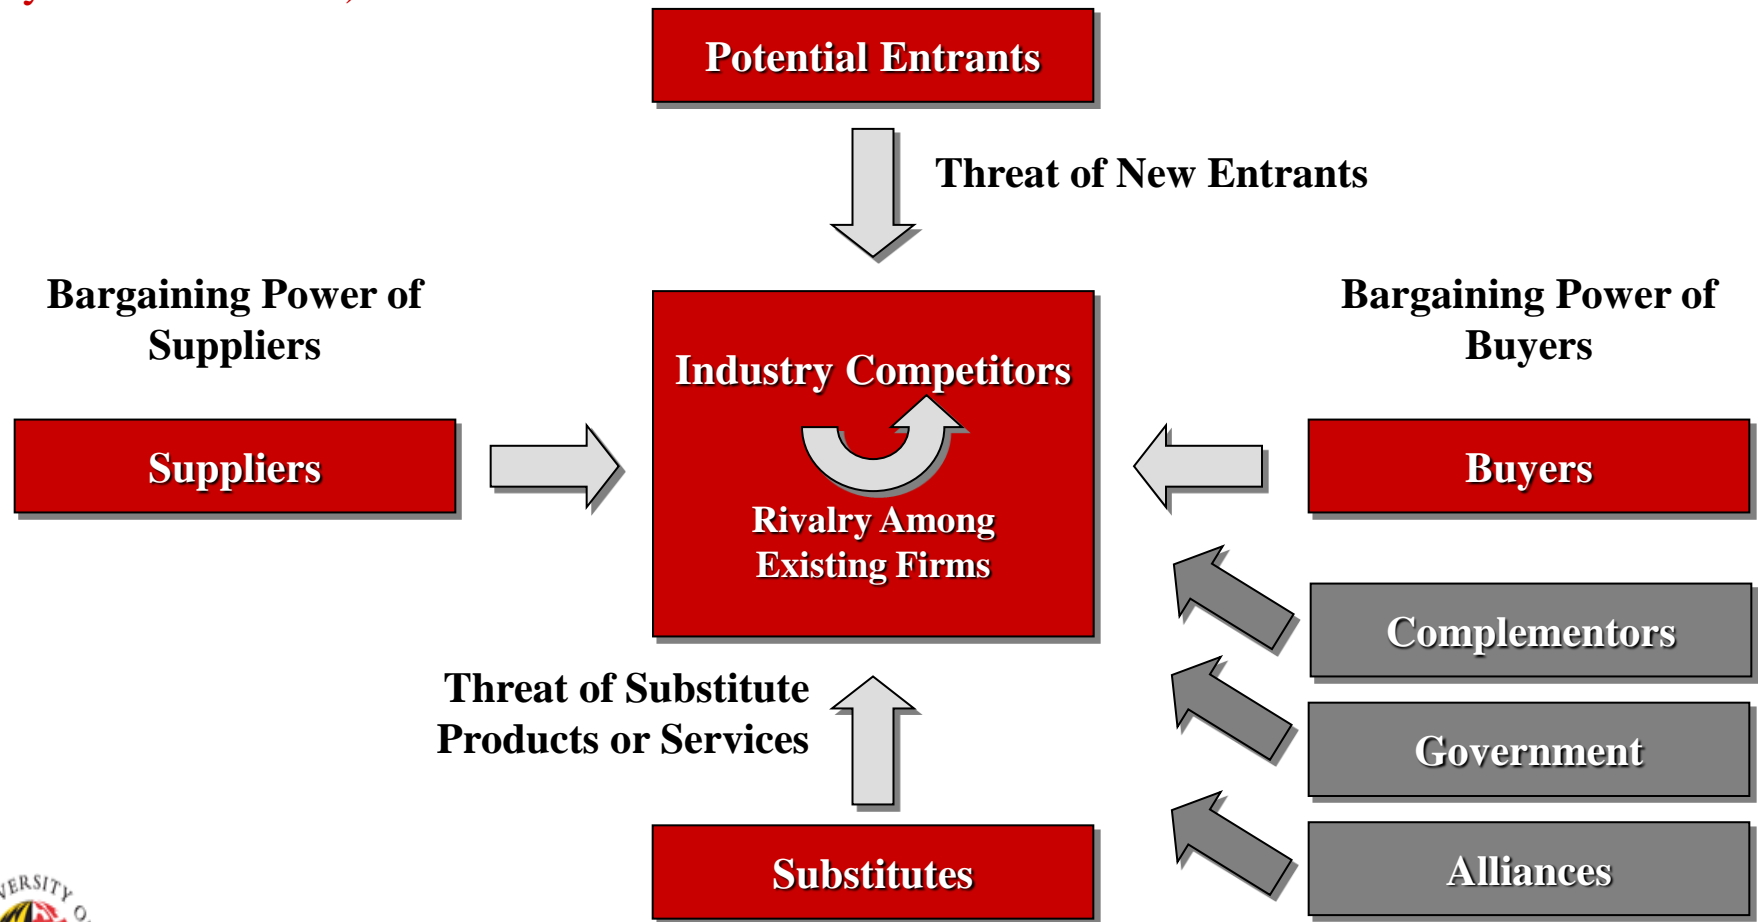 Potential Entrants
Threat of New Entrants
Bargaining Power of
Suppliers
Bargaining Power of
Buyers
Industry Competitors
Suppliers
Buyers
Rivalry Among
Existing Firms
Complementors
Threat of Substitute
Products or Services
Government
Substitutes
Alliances